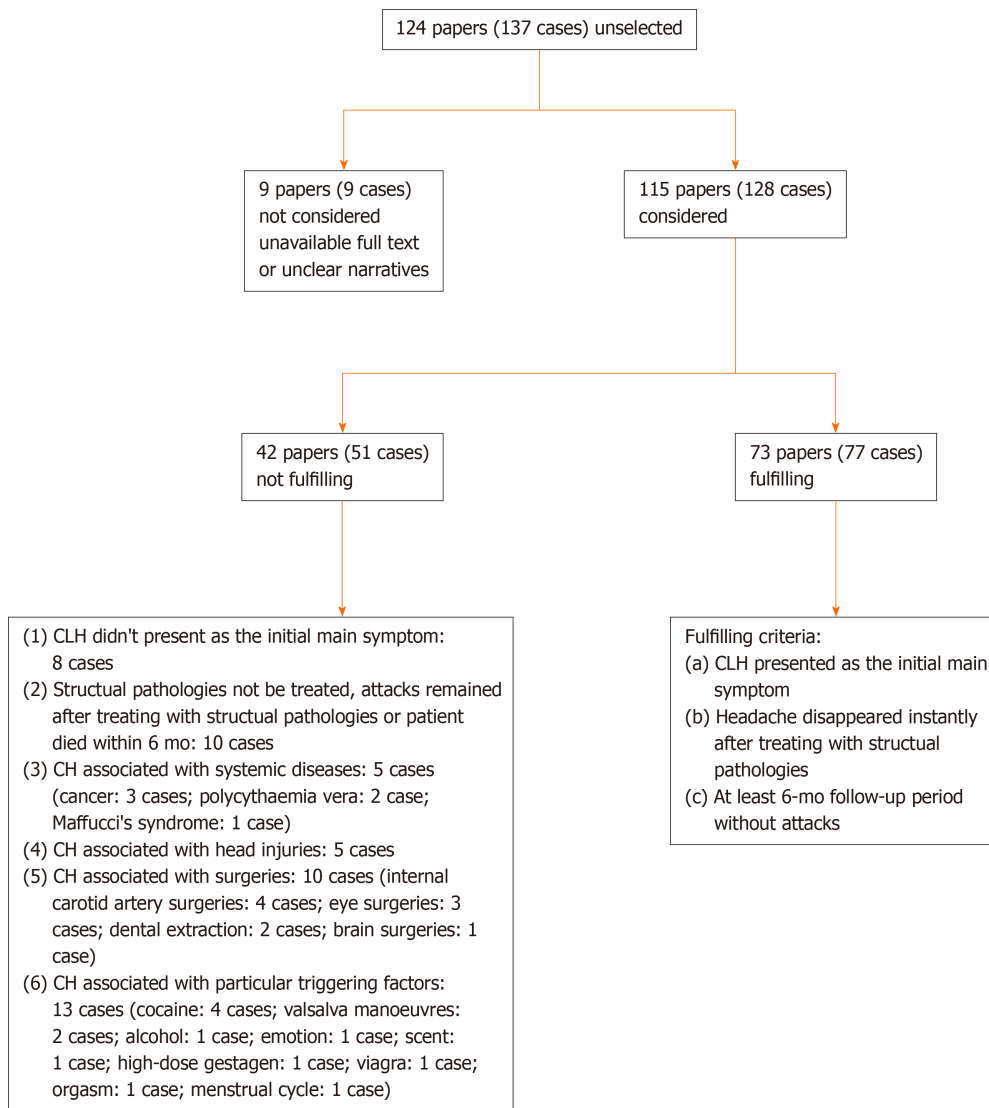 124 papers (137 cases) unselected
9 papers (9 cases)
not considered
unavailable full text
or unclear narratives
115 papers (128 cases)
considered
42 papers (51 cases)
not fulfilling
73 papers (77 cases)
fulfilling
(1) CLH didn't present as the initial main symptom:
8 cases
(2) Structual pathologies not be treated, attacks remained
after treating with structual pathologies or patient
died within 6 mo: 10 cases
(3) CH associated with systemic diseases: 5 cases
(cancer: 3 cases; polycythaemia vera: 2 case;
Maffucci's syndrome: 1 case)
(4) CH associated with head injuries: 5 cases
(5) CH associated with surgeries: 10 cases (internal
carotid artery surgeries: 4 cases; eye surgeries: 3
cases; dental extraction: 2 cases; brain surgeries: 1
case)
(6) CH associated with particular triggering factors:
13 cases (cocaine: 4 cases; valsalva manoeuvres:
2 cases; alcohol: 1 case; emotion: 1 case; scent:
1 case; high-dose gestagen: 1 case; viagra: 1 case;
orgasm: 1 case; menstrual cycle: 1 case)
Fulfilling criteria:
(a) CLH presented as the initial main
symptom
(b) Headache disappeared instantly
after treating with structual
pathologies
(c) At least 6-mo follow-up period
without attacks